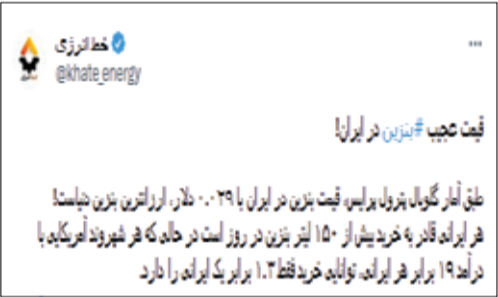 خط انرژی
@khate_energy
قیمت عجیب #بنزین در ایران!
طبق آمار گلوبال پترول پرایس، قیمت بنزین در ایران با ۰.۰۲۹ دلار، ارزانترین بنزین دنیاست!
هر ایرانی قادر به خرید بیش از ۱۵۰ لیتر بنزین در روز است در حالی که هر شهروند آمریکایی با
درآمد ۱۹ برابر هر ایرانی، توانایی خرید فقط ۱.۳ برابر یک ایرانی را دارد.